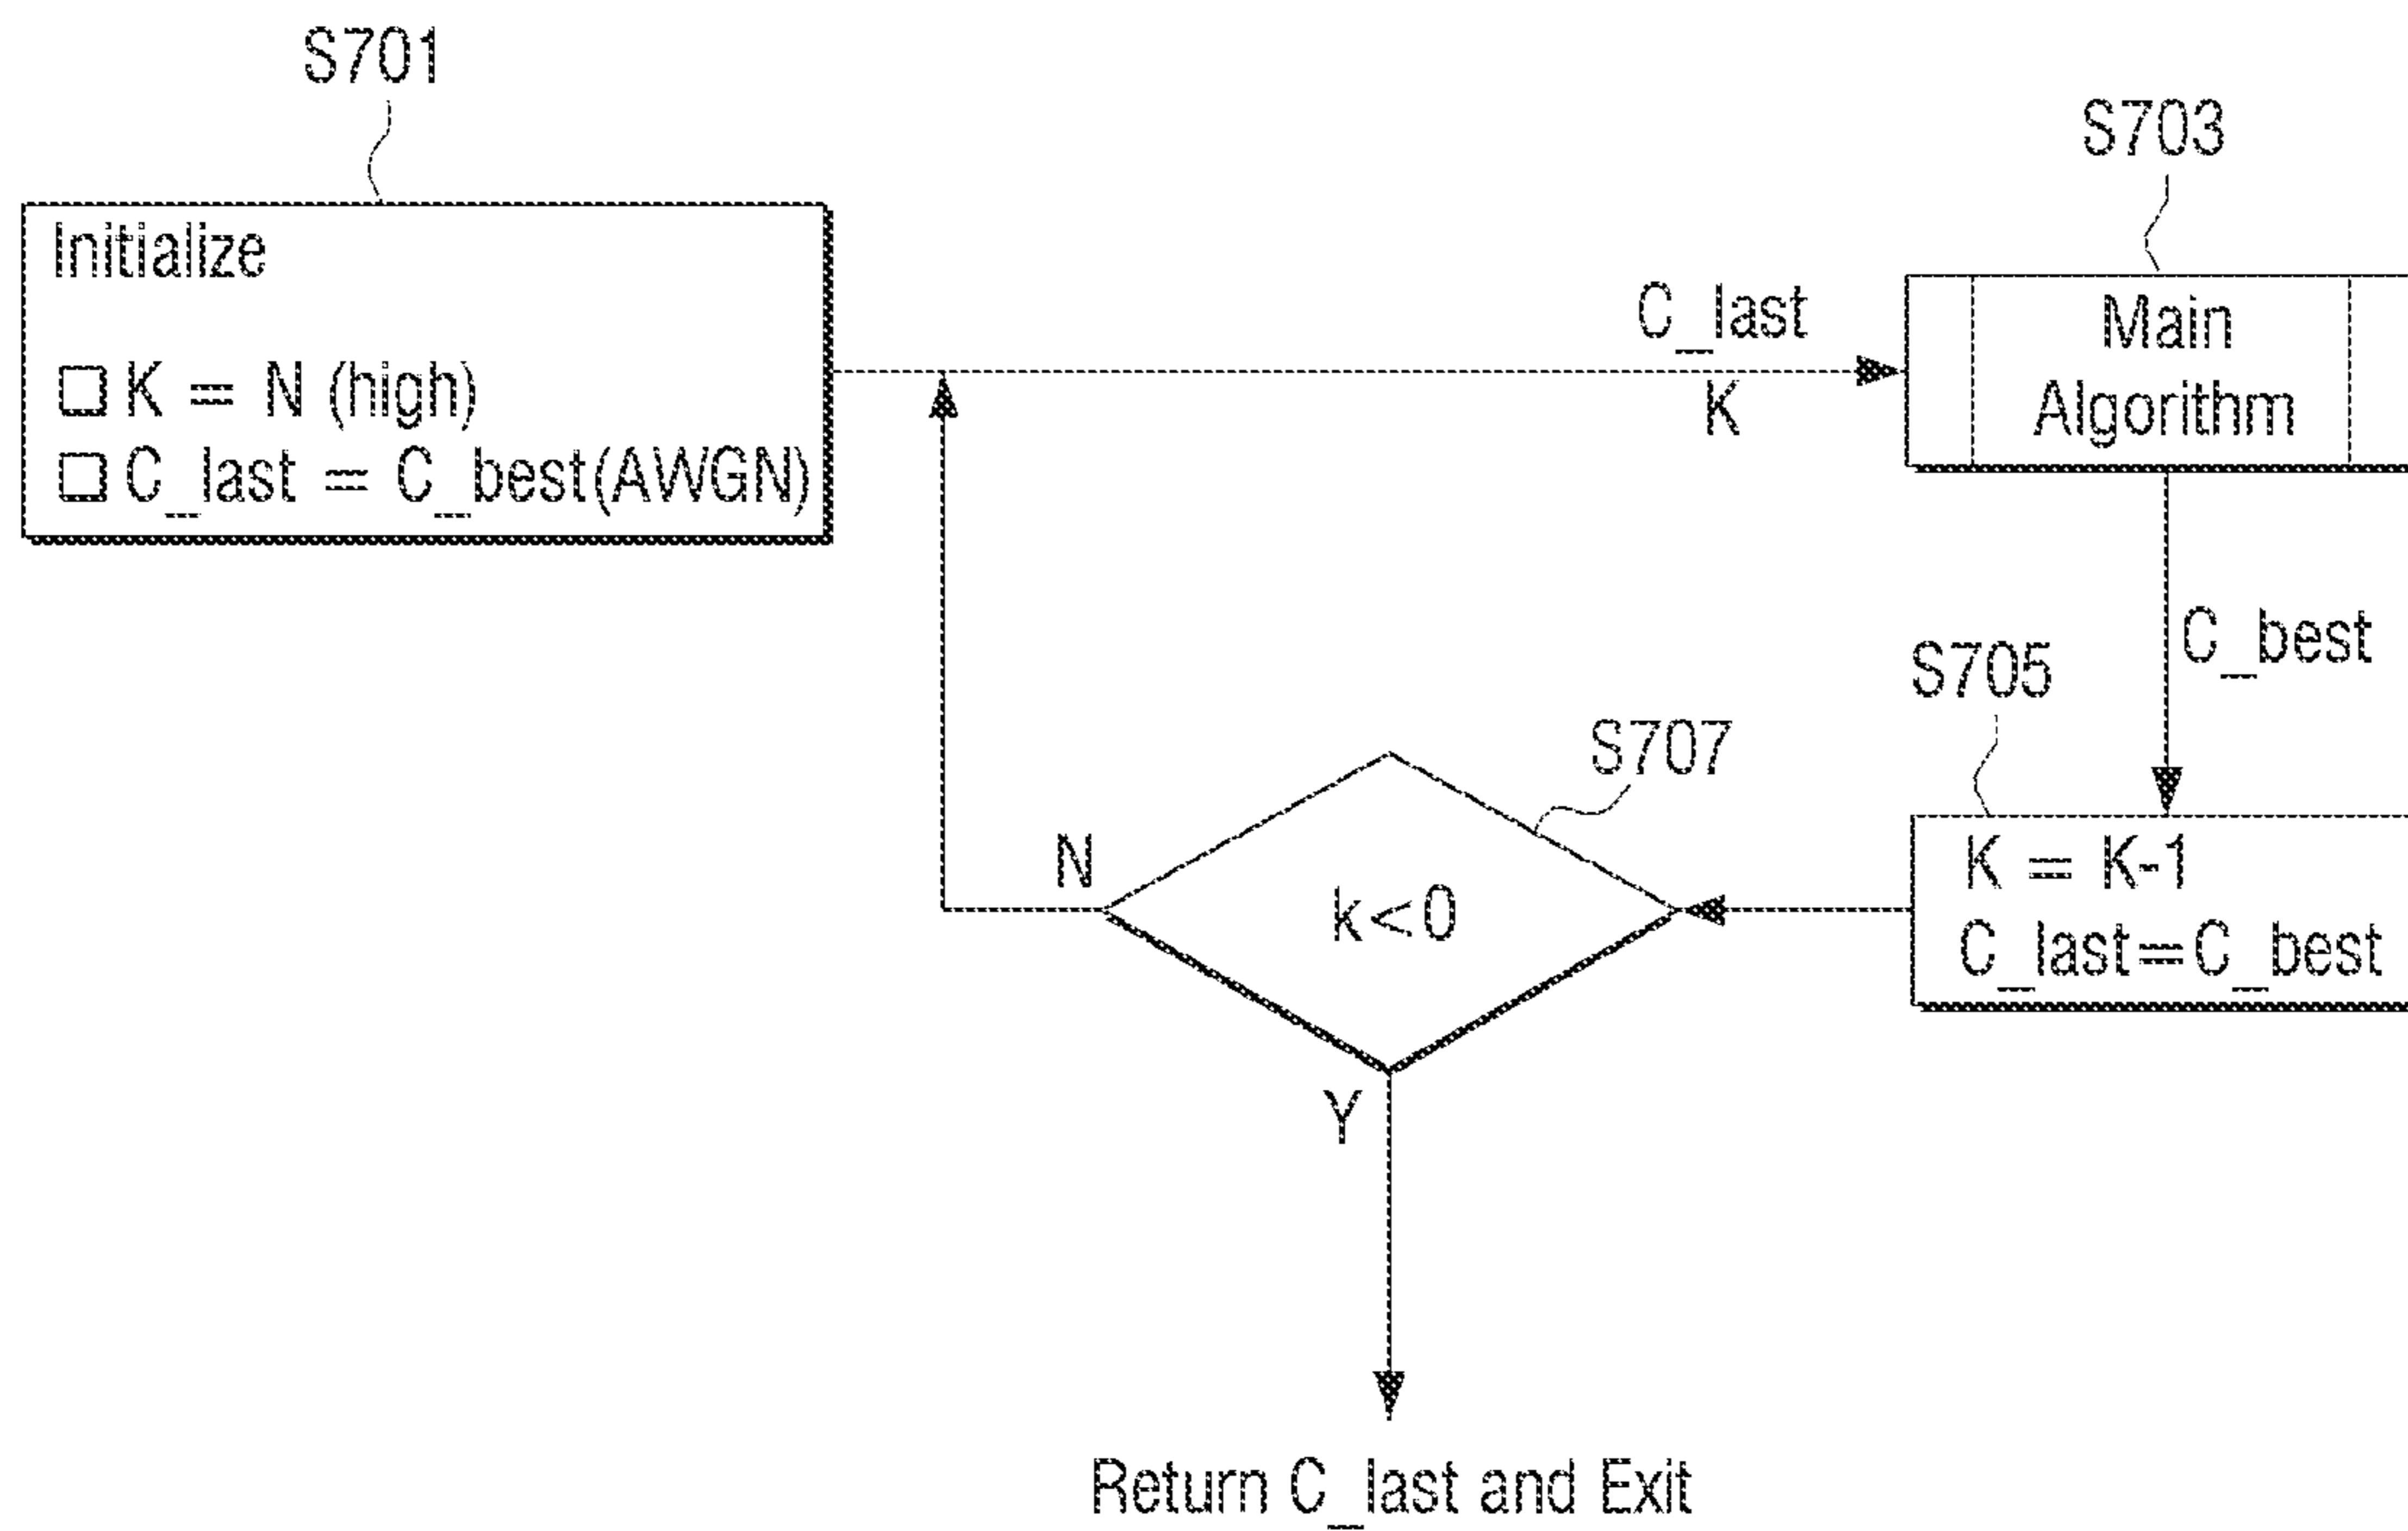 S701
Initialize
□ K = N (high)
□ C_last = C_best(AWGN)
C_last
K
S703
Main
Algorithm
C_best
S705
K = K-1
C_last=C_best
S707
k<0
N
Y
Return C_last and Exit